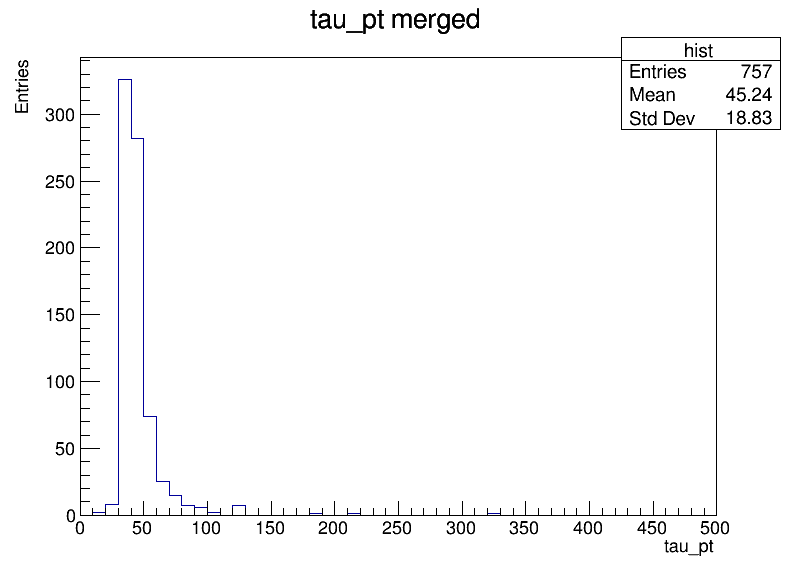 tau_pt merged
hist
Entries 757
Mean 45.24
Std Dev 18.83
Entries
300
250
200
150
100
50
0
0 50 100 150 200 250 300 350 400 450 500
tau_pt